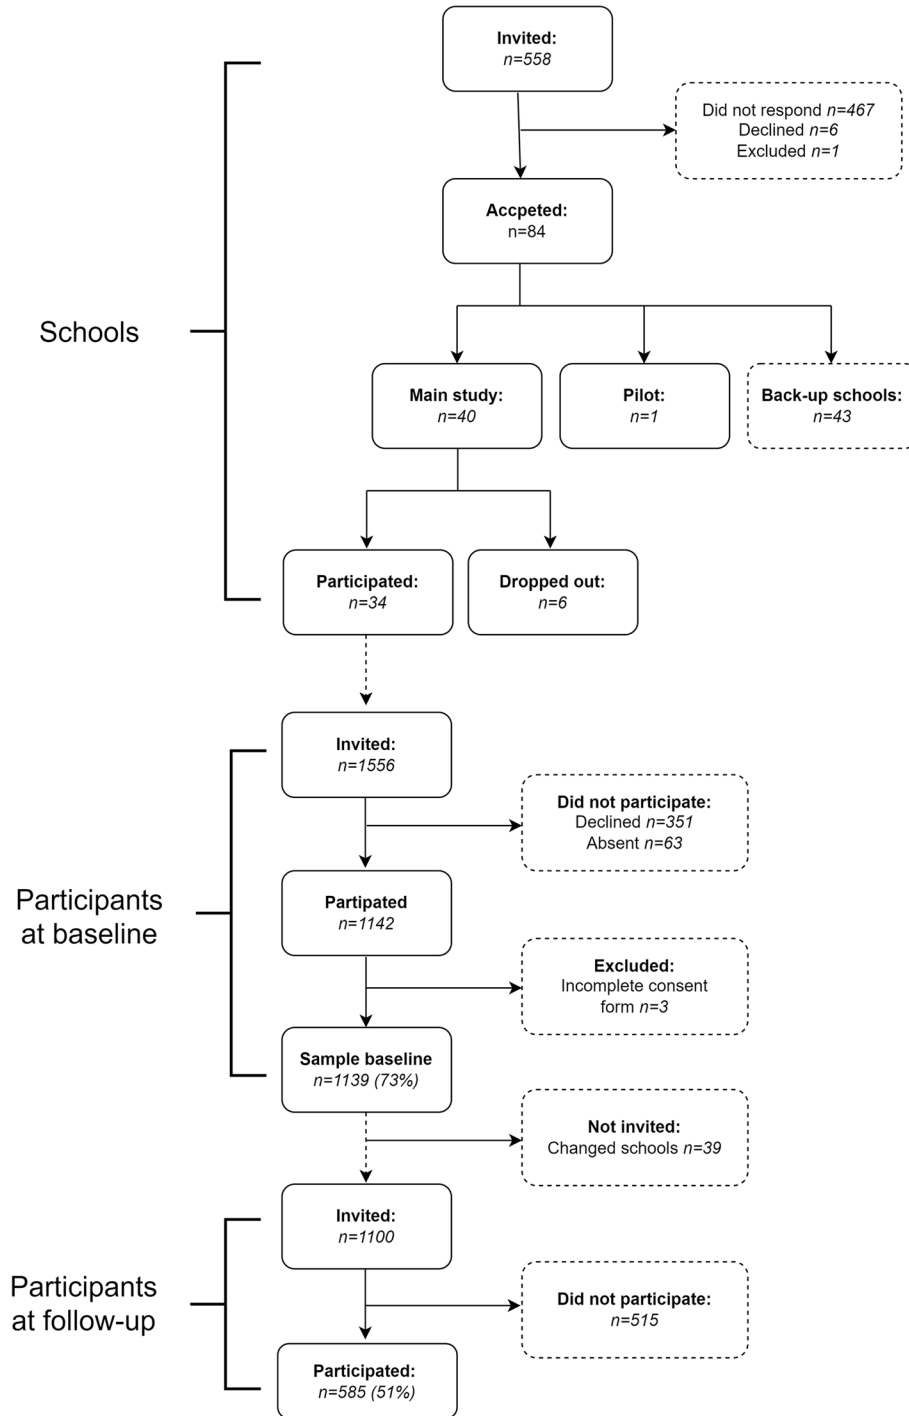 Invited:
n=558
Did not respond n=467
Declined n=6
Excluded n=1
Accpeted:
n=84
Schools
Main study:
n=40
Pilot:
n=1
Back-up schools:
n=43
Participated:
n=34
Dropped out:
n=6
Invited:
n=1556
Did not participate:
Declined n=351
Absent n=63
Participants
at baseline
Partipated
n=1142
Excluded:
Incomplete consent
form n=3
Sample baseline
n=1139 (73%)
Not invited:
Changed schools n=39
Invited:
n=1100
Participants
at follow-up
Did not participate:
n=515
Participated:
n=585 (51%)